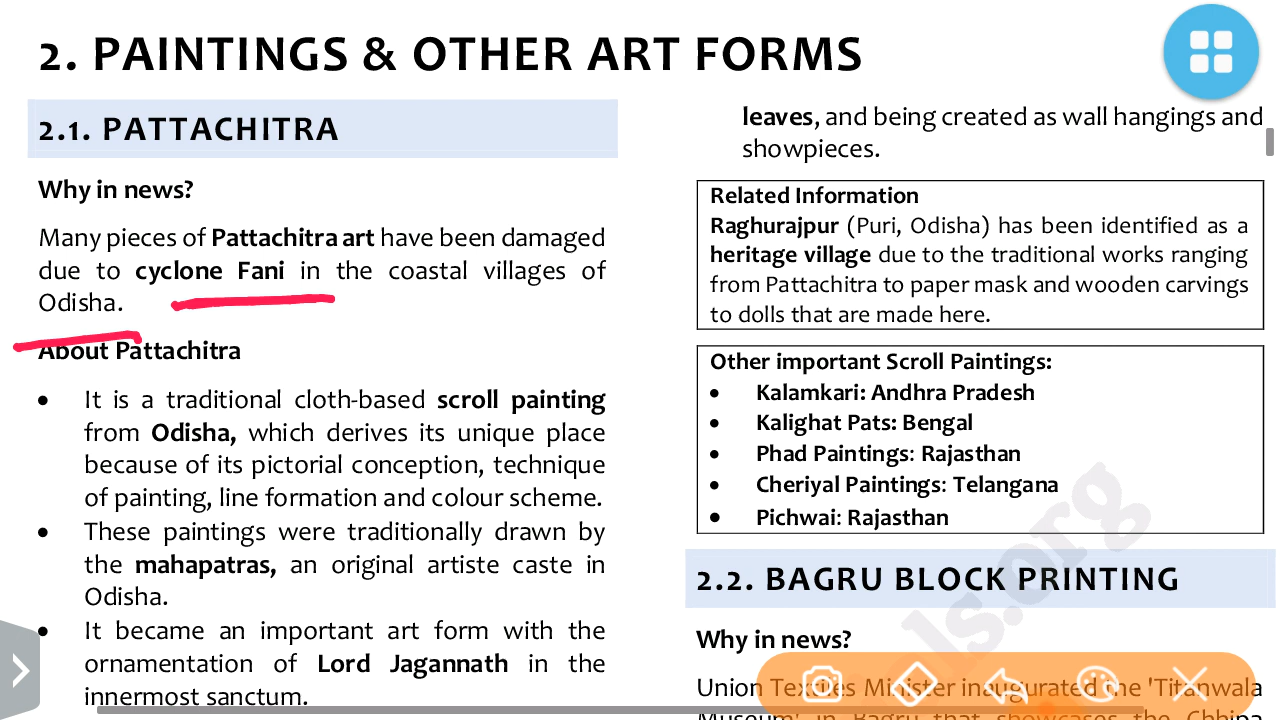 2. PAINTINGS & OTHER ART FORMS
2.1. PATTACHITRA
Why in news?
Many pieces of Pattachitra art have been damaged
due to cyclone Fani in the coastal villages of
Odisha.
About Pattachitra
• It is a traditional cloth-based scroll painting
from Odisha, which derives its unique place
because of its pictorial conception, technique
of painting, line formation and colour scheme.
• These paintings were traditionally drawn by
the mahapatras, an original artiste caste in
Odisha.
• It became an important art form with the
ornamentation of Lord Jagannath in the
innermost sanctum.
leaves, and being created as wall hangings and
showpieces.
Related Information
Raghurajpur (Puri, Odisha) has been identified as a
heritage village due to the traditional works ranging
from Pattachitra to paper mask and wooden carvings
to dolls that are made here.
Other important Scroll Paintings:
• Kalamkari: Andhra Pradesh
• Kalighat Pats: Bengal
• Phad Paintings: Rajasthan
• Cheriyal Paintings: Telangana
• Pichwai: Rajasthan
2.2. BAGRU BLOCK PRINTING
Why in news?
Union Textiles Minister inaugurated the 'Titanwala
Museum' in Bagru that showcases the Chhipa